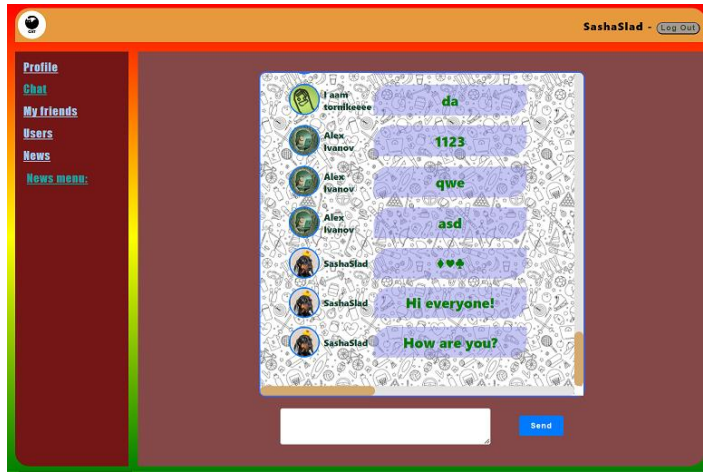 SashaSlad - Log Out
Profile
Chat
My friends
Users
News
News menu:
I aam
tornikeeee
da
Alex
Ivanov
1123
Alex
Ivanov
qwe
Alex
Ivanov
asd
SashaSlad
♦♥♣
SashaSlad
Hi everyone!
SashaSlad
How are you?
Send